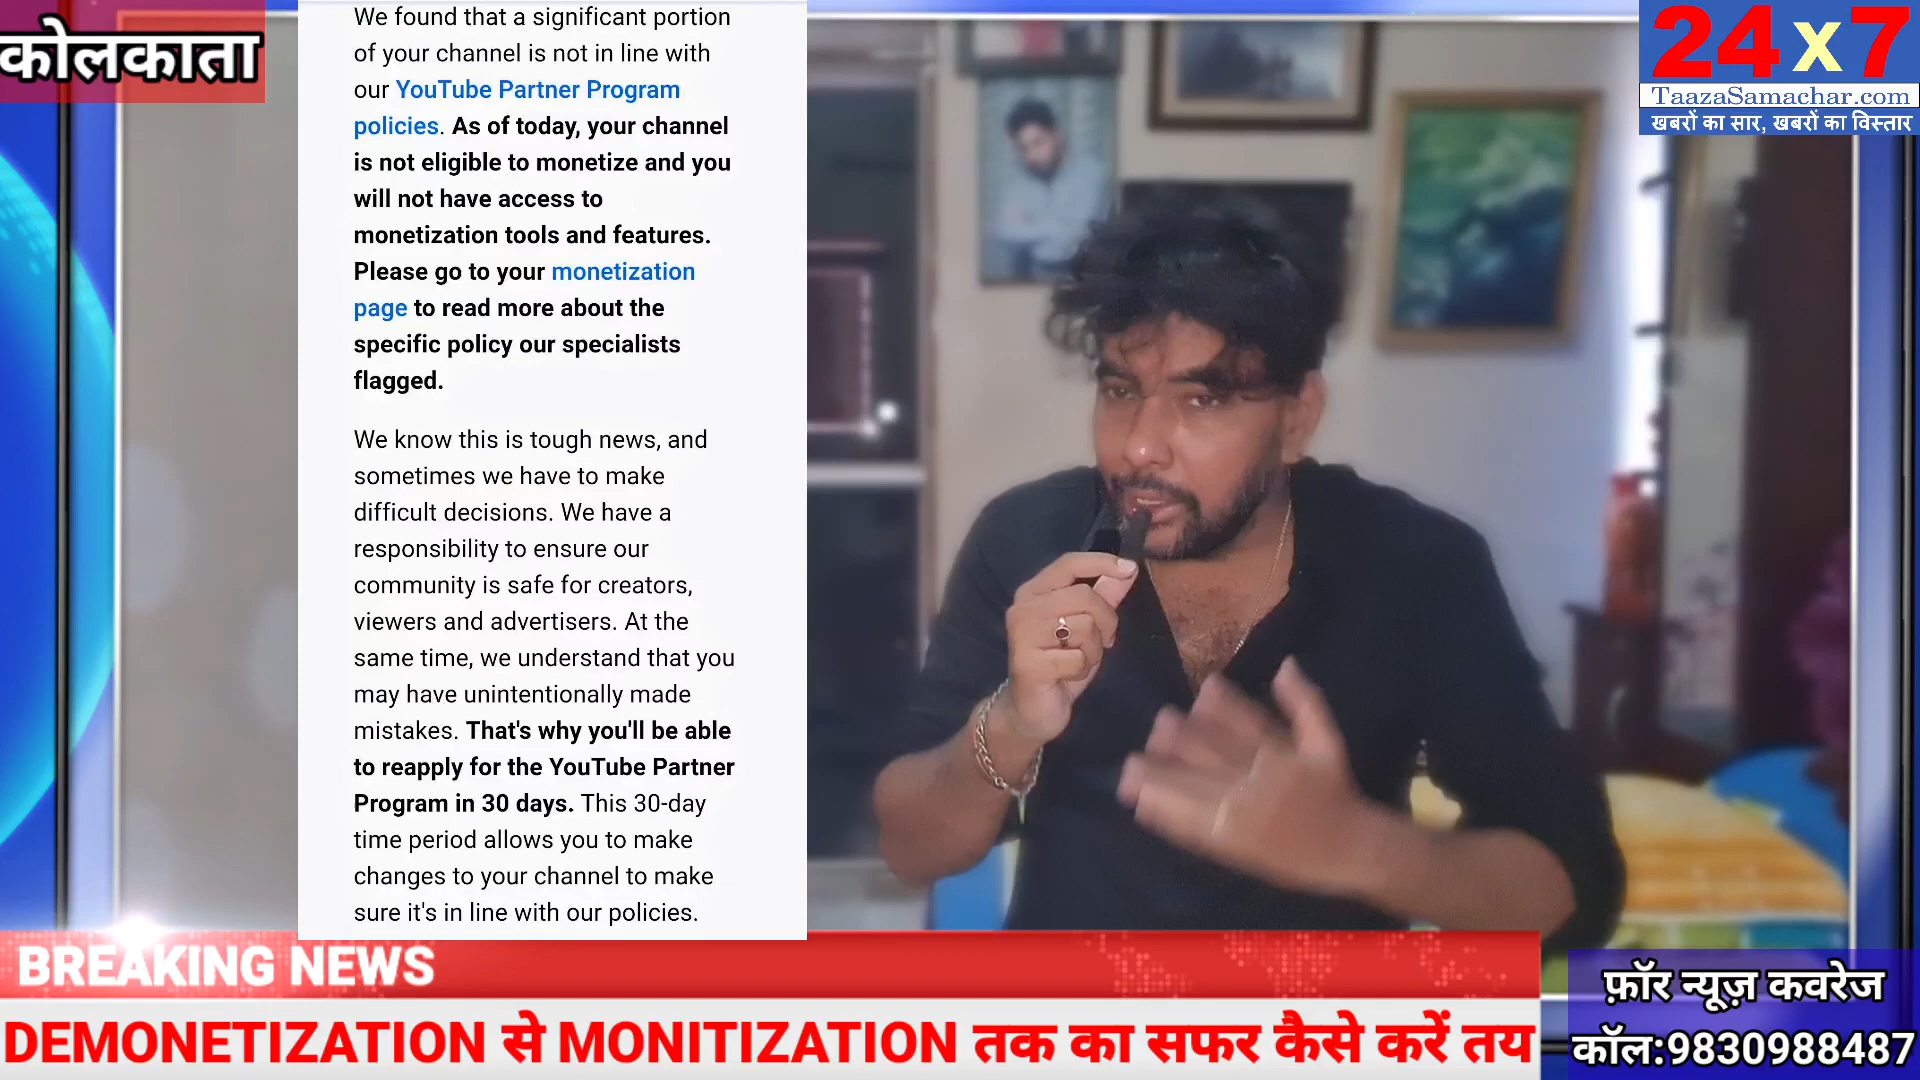 कोलकाता
We found that a significant portion
of your channel is not in line with
our YouTube Partner Program
policies. As of today, your channel
is not eligible to monetize and you
will not have access to
monetization tools and features.
Please go to your monetization
page to read more about the
specific policy our specialists
flagged.
We know this is tough news, and
sometimes we have to make
difficult decisions. We have a
responsibility to ensure our
community is safe for creators,
viewers and advertisers. At the
same time, we understand that you
may have unintentionally made
mistakes. That's why you'll be able
to reapply for the YouTube Partner
Program in 30 days. This 30-day
time period allows you to make
changes to your channel to make
sure it's in line with our policies.
24x7
TaazaSamachar.com
खबरों का सार, खबरों का विस्तार
BREAKING NEWS
DEMONETIZATION से MONITIZATION तक का सफर कैसे करें तय
फ़ॉर न्यूज़ कवरेज
कॉल:9830988487